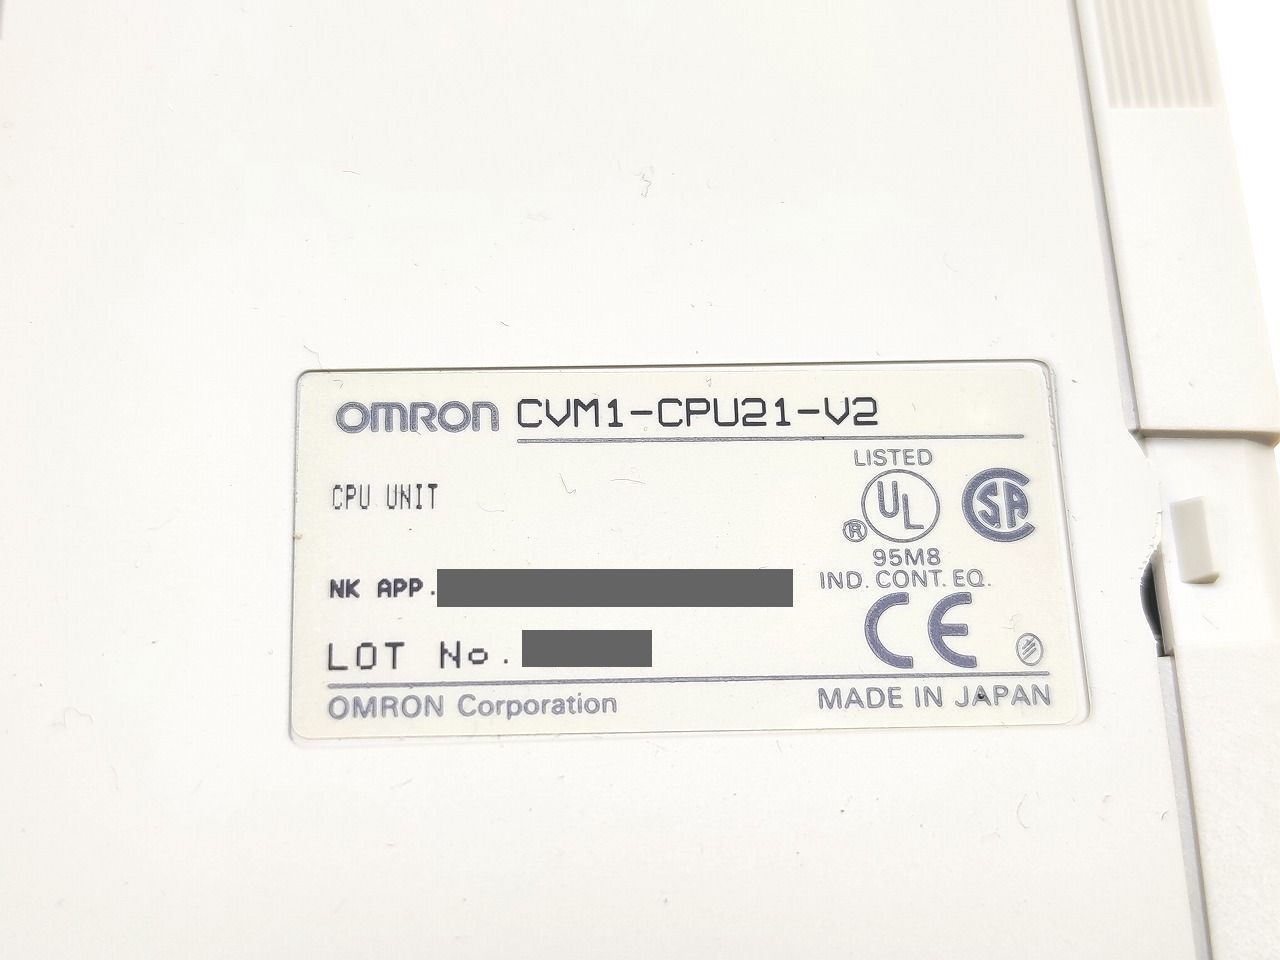 OMRON CVM1-CPU21-V2
LISTED
CPU UNIT
UL
®
SA
95M8
IND. CONT. EQ.
NK APP.
CE
LOT No.
OMRON Corporation
MADE IN JAPAN